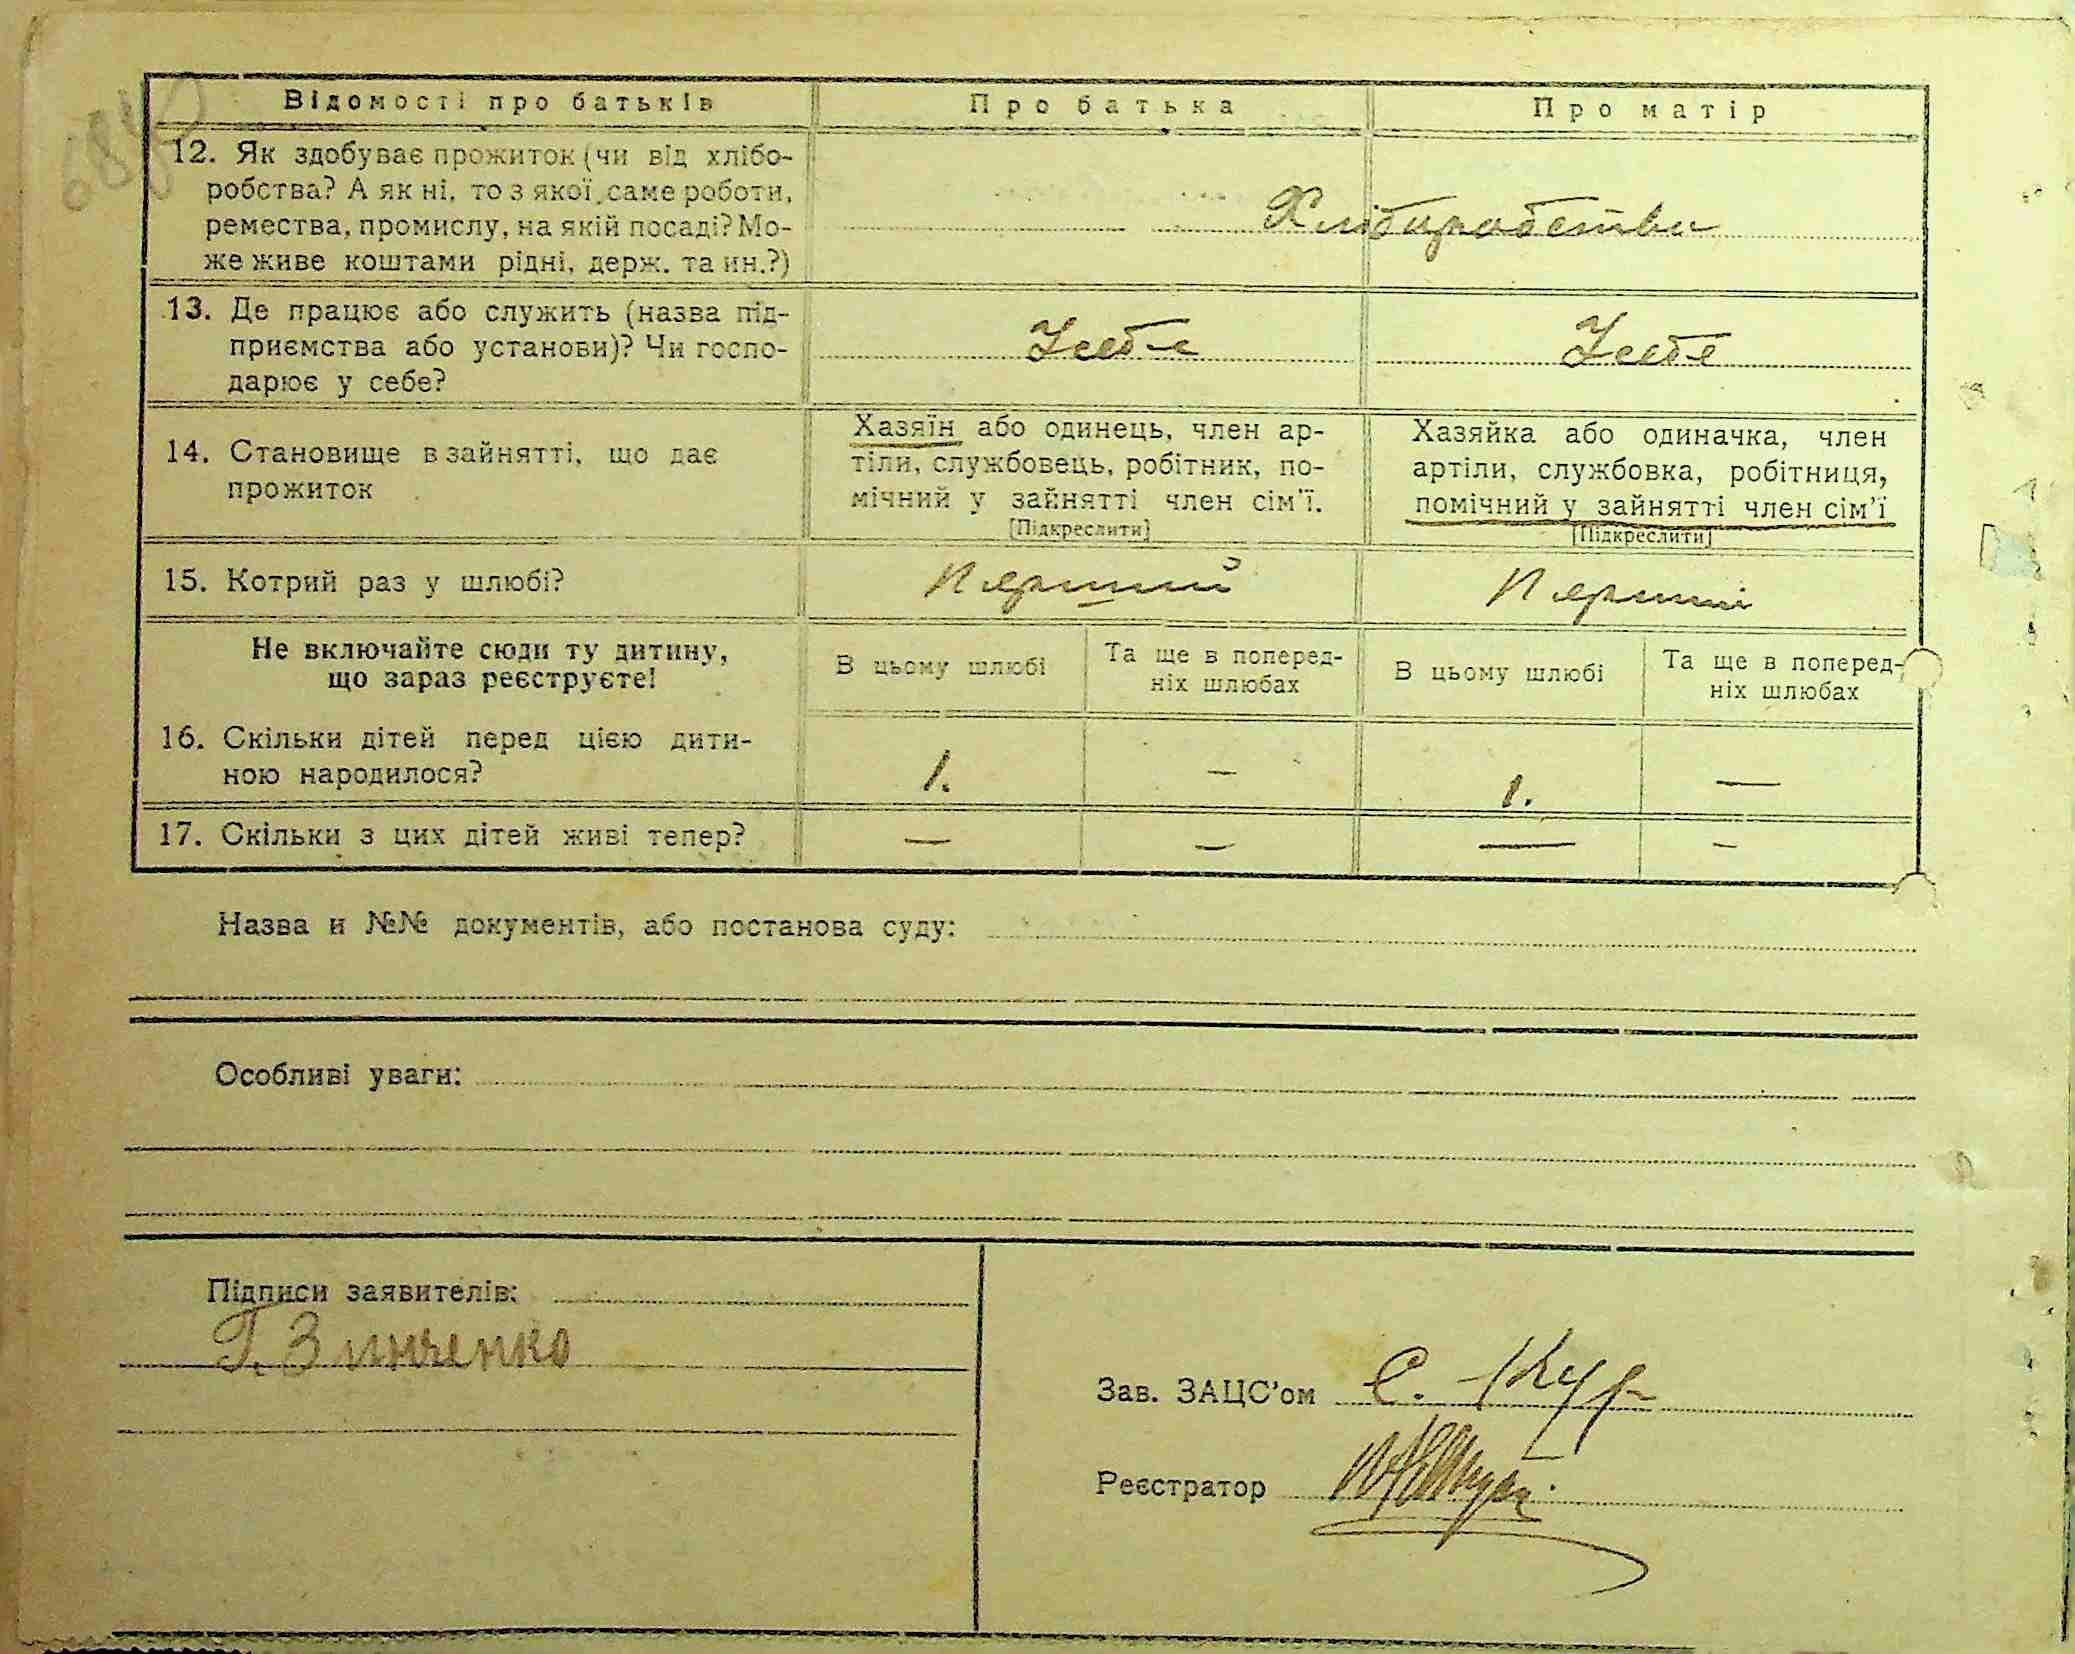 Відомості про батьків Про батька Про матір
12. Як здобуває прожиток (чи від хлібо-
робства? А як ні, то з якої саме роботи,
ремества, промислу, на якій посаді? Мо-
же живе коштами рідні, держ. та ин.?)
Хліборобство
13. Де працює або служить (назва під-
приємства або установи)? Чи госпо-
дарює у себе?
У себе У себе
14. Становище в зайнятті, що дає
прожиток
Хазяїн або одинець, член ар-
тіли, службовець, робітник, по-
мічний у зайнятті член сім'ї.
[Підкреслити]
Хазяйка або одиначка, член
артіли, службовка, робітниця,
помічний у зайнятті член сім'ї
[Підкреслити]
15. Котрий раз у шлюбі? Перший Перший
Не включайте сюди ту дитину,
що зараз реєструєте!
В цьому шлюбі
Та ще в поперед-
ніх шлюбах
В цьому шлюбі
Та ще в поперед-
ніх шлюбах
16. Скільки дітей перед цією дити-
ною народилося?
1. — 1. —
17. Скільки з цих дітей живі тепер? — — — —
Назва и №№ документів, або постанова суду:
Особливі уваги:
Підписи заявителів:
Г. Зинченко
Зав. ЗАЦС'ом
Реєстратор